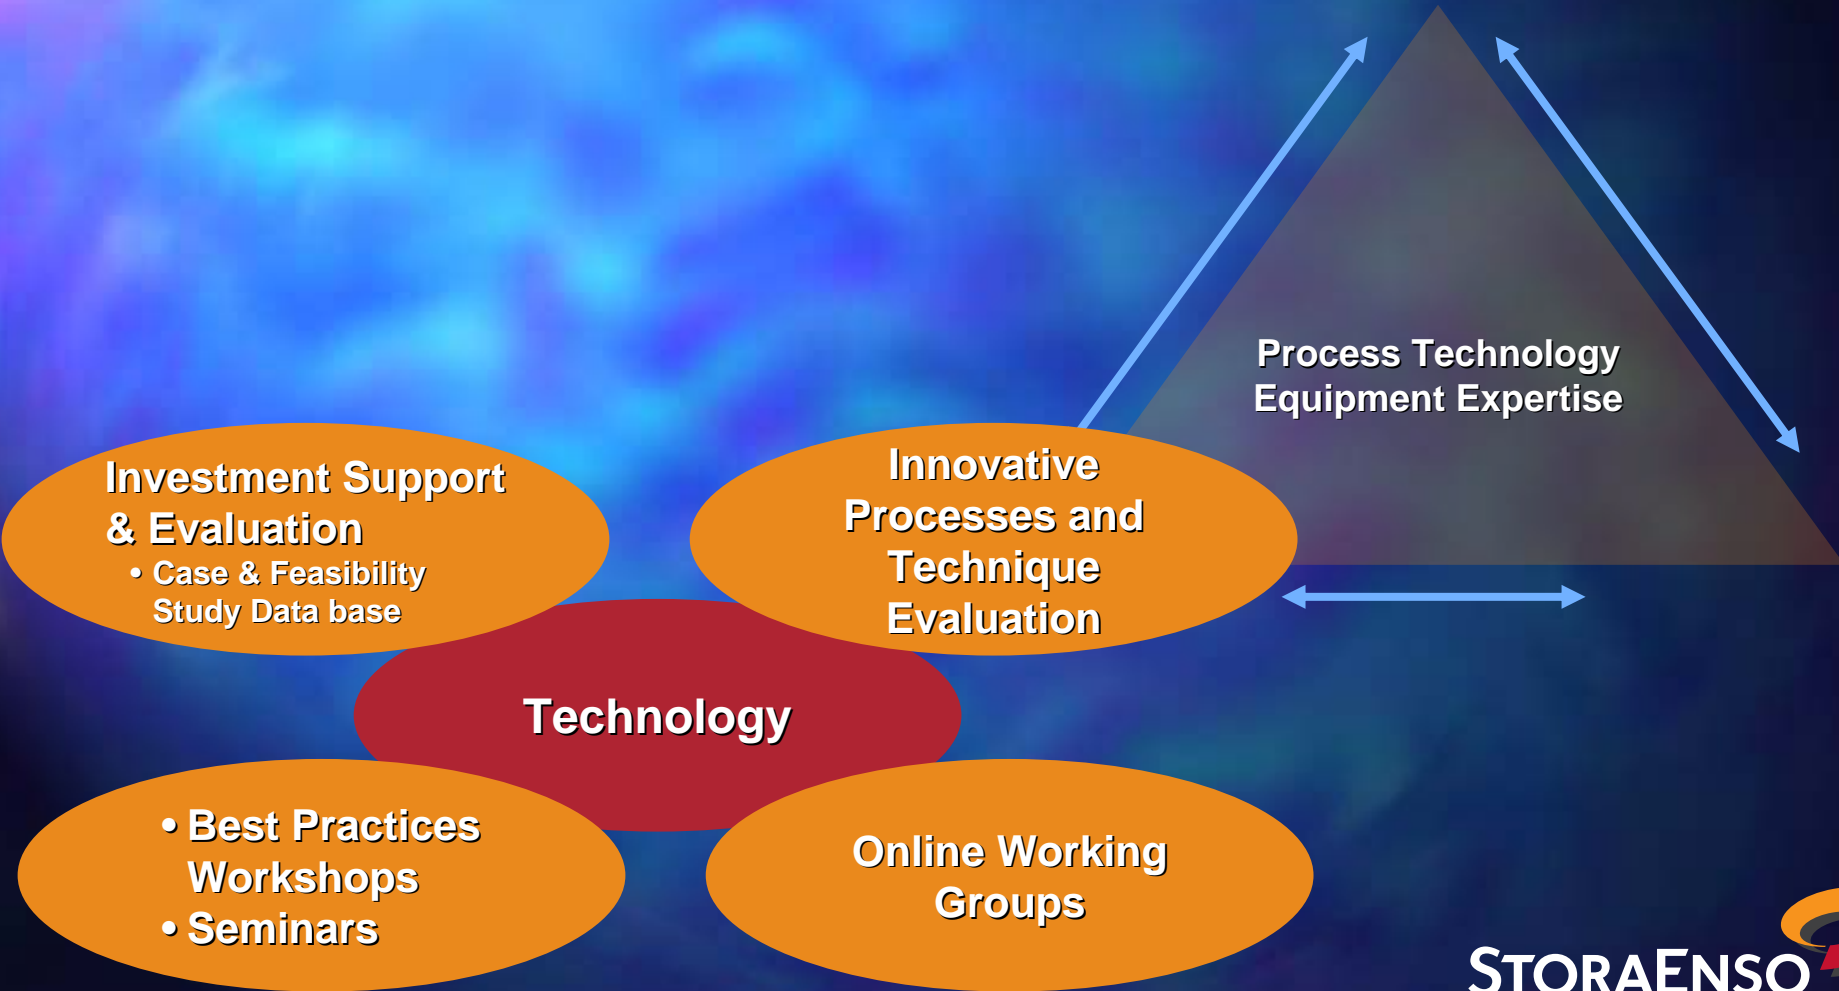 Process Technology
Equipment Expertise
Investment Support
& Evaluation
• Case & Feasibility
Study Data base
Innovative
Processes and
Technique
Evaluation
Technology
• Best Practices
Workshops
• Seminars
Online Working
Groups
STORAENSO